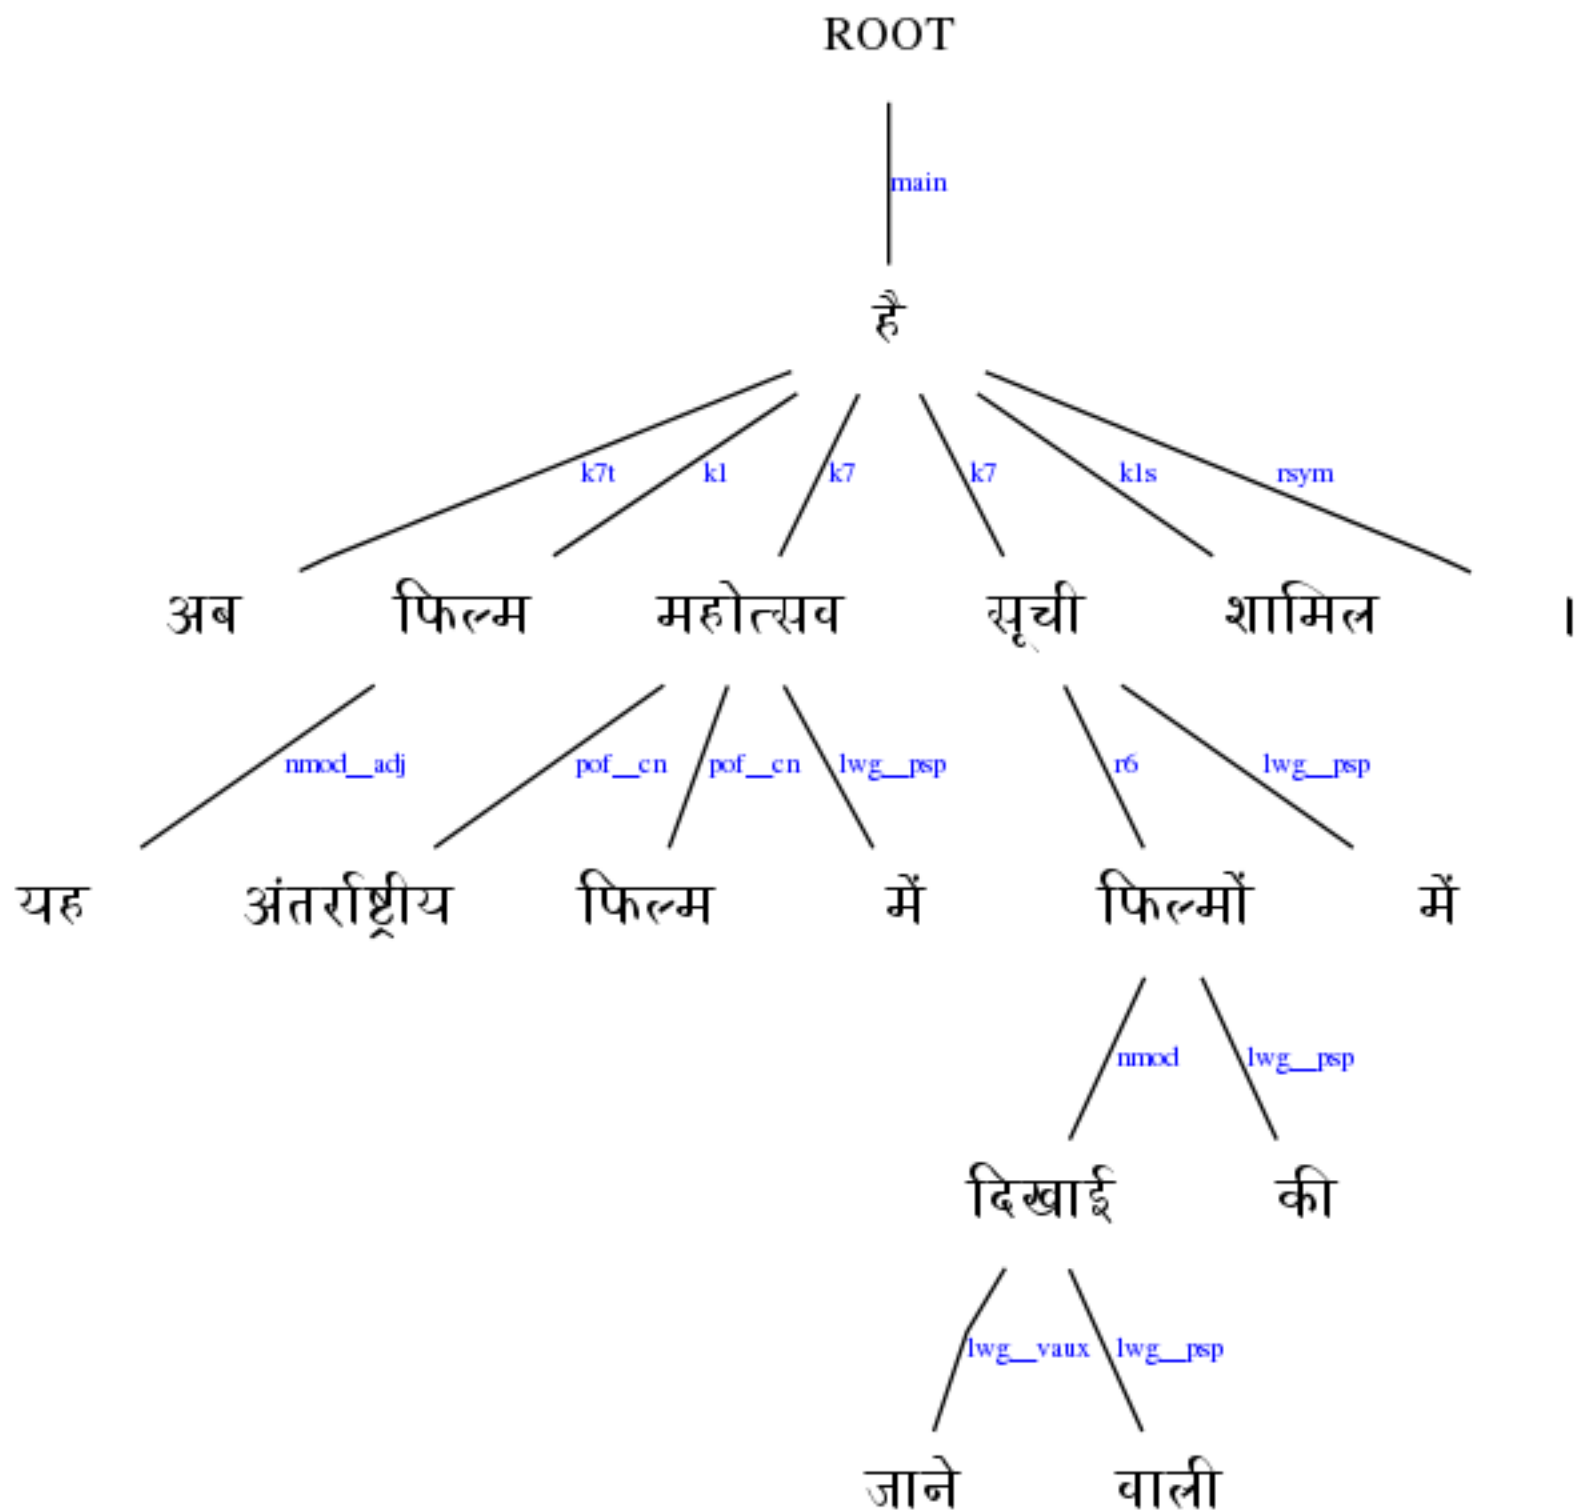 ROOT
main
है
k7t k1 k7 k7 k1s rsym
अब फिल्म महोत्सव सूची शामिल ।
nmod__adj pof__cn pof__cn lwg__psp r6 lwg__psp
यह अंतर्राष्ट्रीय फिल्म में फिल्मों में
nmod lwg__psp
दिखाई की
lwg__vaux lwg__psp
जाने वाली